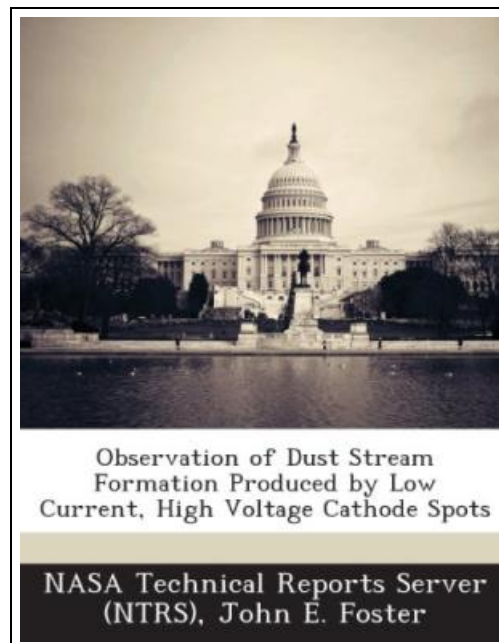 Observation of Dust Stream
Formation Produced by Low
Current, High Voltage Cathode Spots
NASA Technical Reports Server
(NTRS), John E. Foster